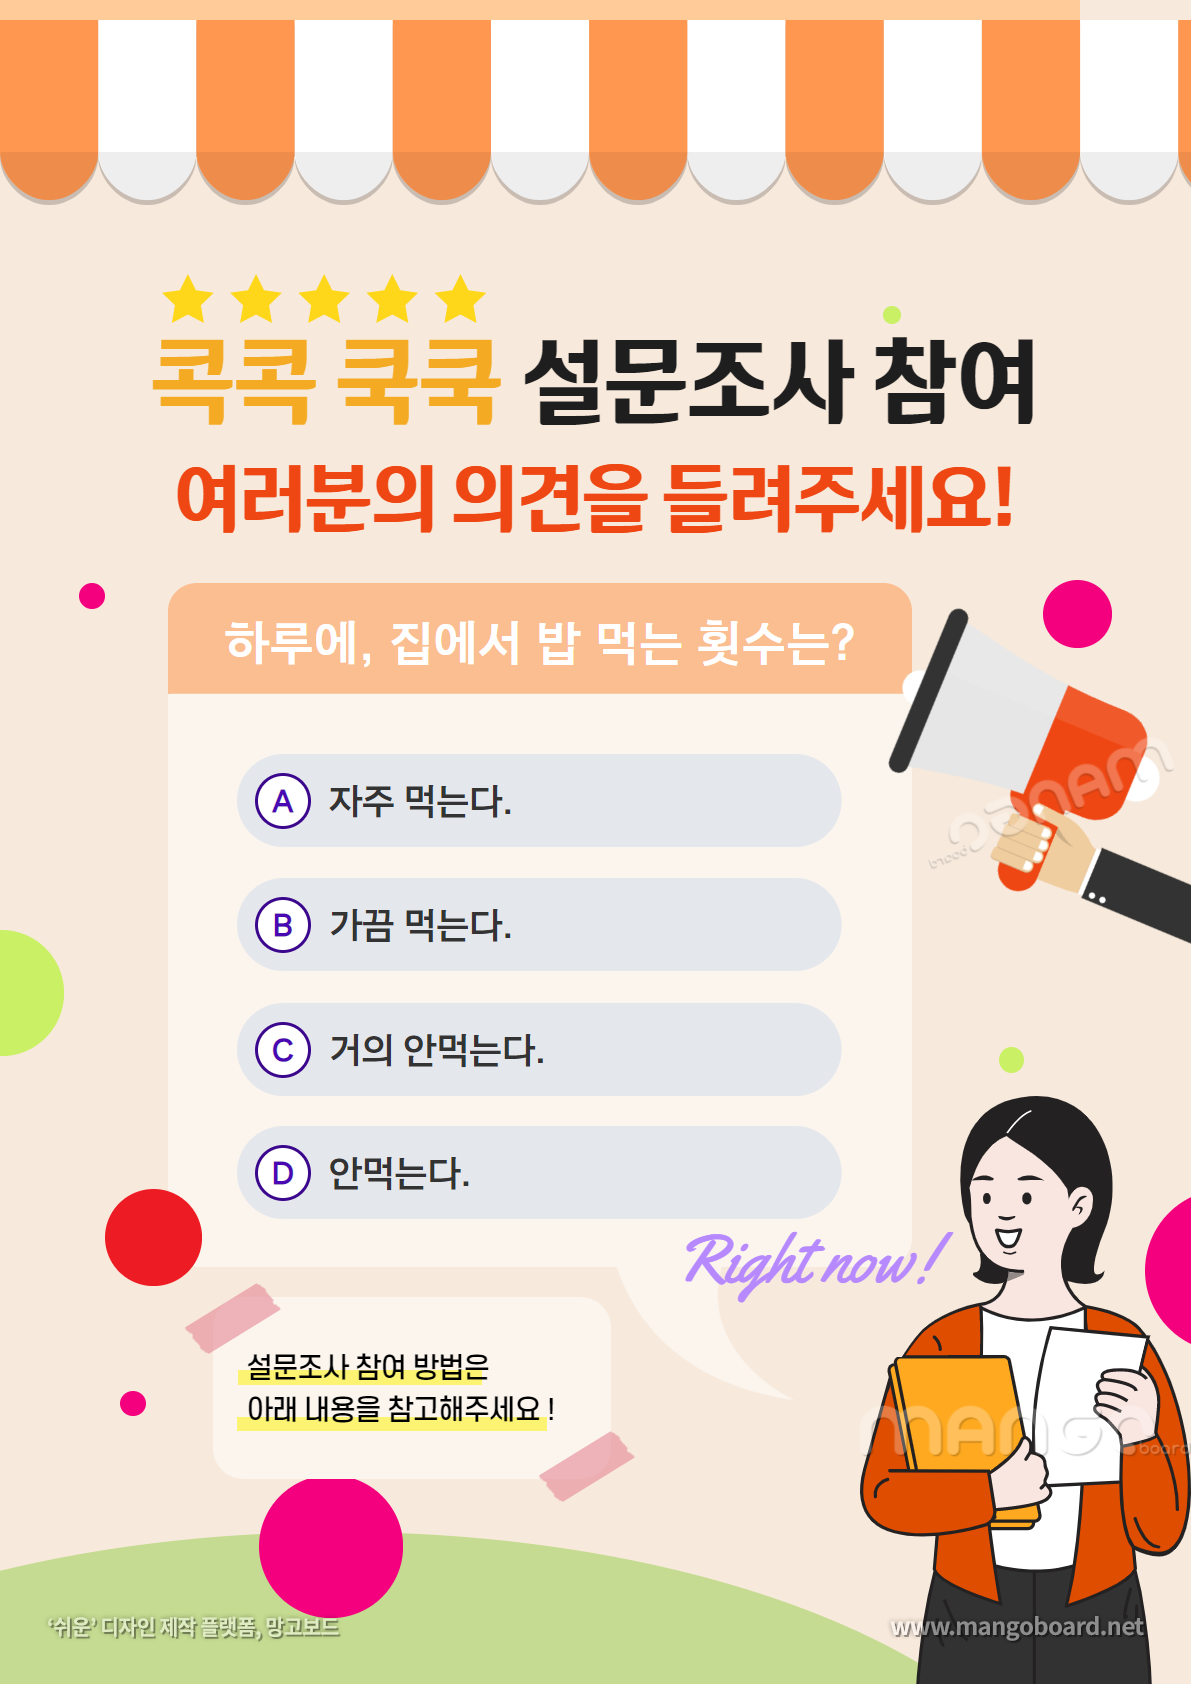 콕콕 쿡쿡 설문조사 참여
여러분의 의견을 들려주세요!
하루에, 집에서 밥 먹는 횟수는?
A 자주 먹는다.
B 가끔 먹는다.
C 거의 안먹는다.
D 안먹는다.
Right now!
설문조사 참여 방법은
아래 내용을 참고해주세요 !
MANGO board
MANGO board
‘쉬운’ 디자인 제작 플랫폼, 망고보드
www.mangoboard.net